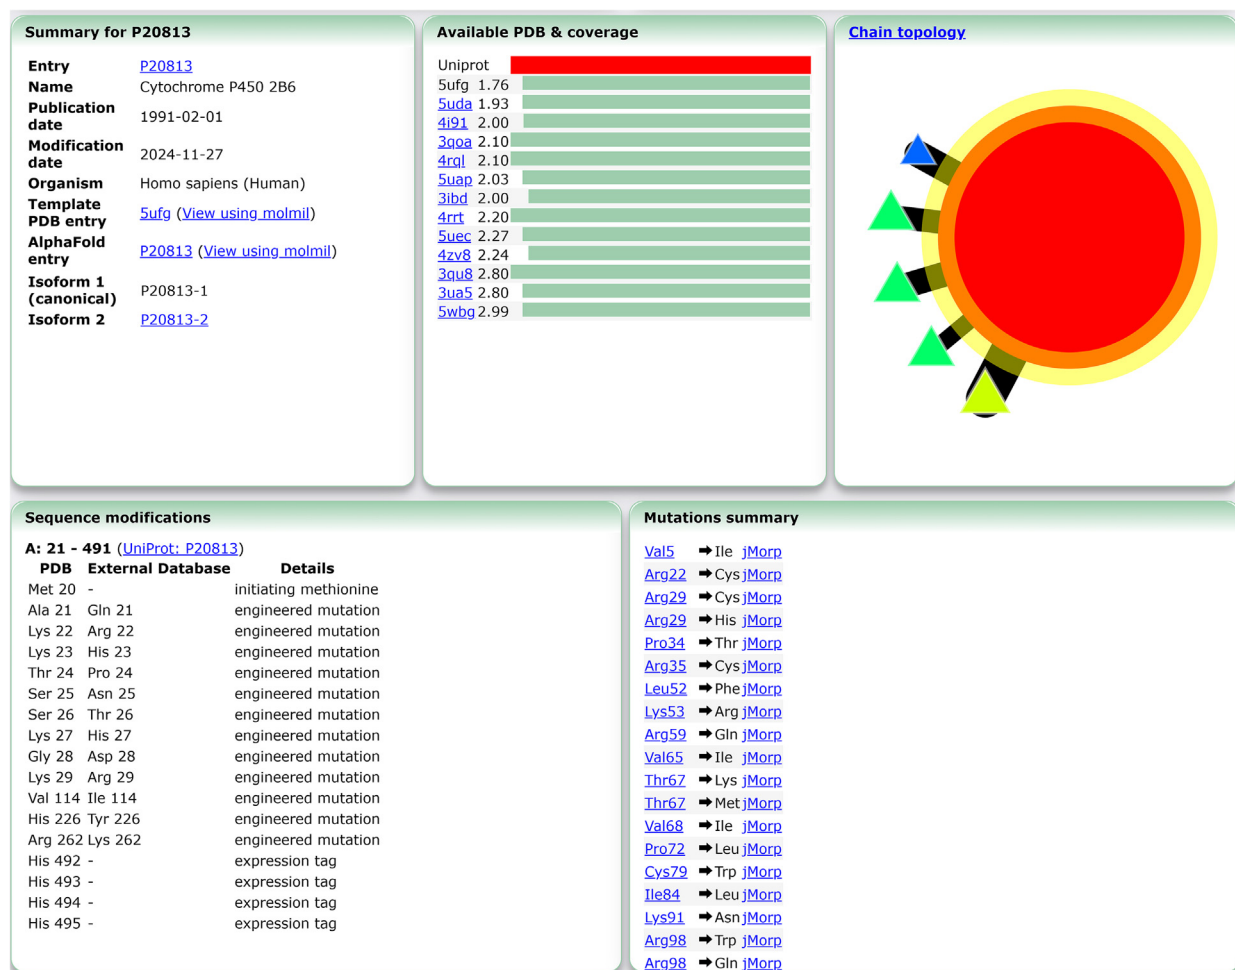 Summary for P20813
Entry P20813
Name Cytochrome P450 2B6
Publication date 1991-02-01
Modification date 2024-11-27
Organism Homo sapiens (Human)
Template PDB entry 5ufg (View using molmil)
AlphaFold entry P20813 (View using molmil)
Isoform 1 (canonical) P20813-1
Isoform 2 P20813-2
Available PDB & coverage
Uniprot
5ufg 1.76
5uda 1.93
4i91 2.00
3qoa 2.10
4rql 2.10
5uap 2.03
3ibd 2.00
4rrt 2.20
5uec 2.27
4zv8 2.24
3qu8 2.80
3ua5 2.80
5wbg 2.99
Chain topology
Sequence modifications
A: 21 - 491 (UniProt: P20813)
PDB External Database Details
Met 20 - initiating methionine
Ala 21 Gln 21 engineered mutation
Lys 22 Arg 22 engineered mutation
Lys 23 His 23 engineered mutation
Thr 24 Pro 24 engineered mutation
Ser 25 Asn 25 engineered mutation
Ser 26 Thr 26 engineered mutation
Lys 27 His 27 engineered mutation
Gly 28 Asp 28 engineered mutation
Lys 29 Arg 29 engineered mutation
Val 114 Ile 114 engineered mutation
His 226 Tyr 226 engineered mutation
Arg 262 Lys 262 engineered mutation
His 492 - expression tag
His 493 - expression tag
His 494 - expression tag
His 495 - expression tag
Mutations summary
Val5 ➡ Ile jMorp
Arg22 ➡ Cys jMorp
Arg29 ➡ Cys jMorp
Arg29 ➡ His jMorp
Pro34 ➡ Thr jMorp
Arg35 ➡ Cys jMorp
Leu52 ➡ Phe jMorp
Lys53 ➡ Arg jMorp
Arg59 ➡ Gln jMorp
Val65 ➡ Ile jMorp
Thr67 ➡ Lys jMorp
Thr67 ➡ Met jMorp
Val68 ➡ Ile jMorp
Pro72 ➡ Leu jMorp
Cys79 ➡ Trp jMorp
Ile84 ➡ Leu jMorp
Lys91 ➡ Asn jMorp
Arg98 ➡ Trp jMorp
Arg98 ➡ Gln jMorp